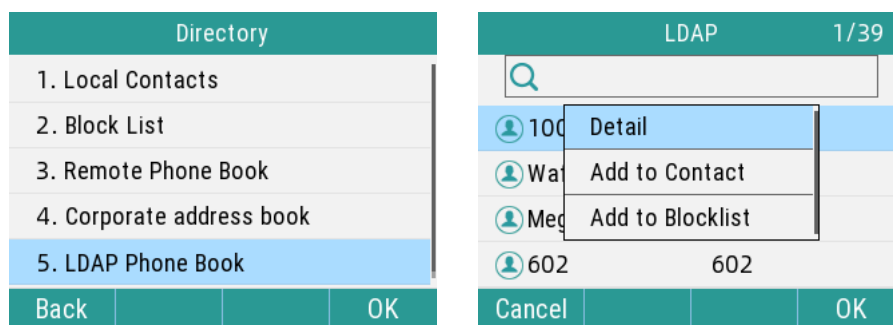 Directory
1. Local Contacts
2. Block List
3. Remote Phone Book
4. Corporate address book
5. LDAP Phone Book
Back OK
LDAP 1/39
100 Detail
Add to Contact
Add to Blocklist
602 602
Cancel OK